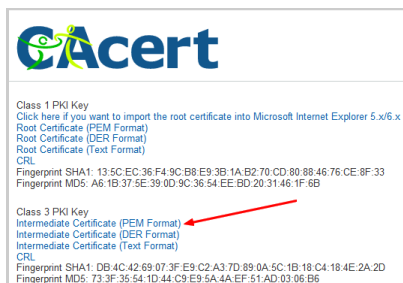 CAcert
Class 1 PKI Key
Click here if you want to import the root certificate into Microsoft Internet Explorer 5.x/6.x
Root Certificate (PEM Format)
Root Certificate (DER Format)
Root Certificate (Text Format)
CRL
Fingerprint SHA1: 13:5C:EC:36:F4:9C:B8:E9:3B:1A:B2:70:CD:80:88:46:76:CE:8F:33
Fingerprint MD5: A6:1B:37:5E:39:0D:9C:36:54:EE:BD:20:31:46:1F:6B
Class 3 PKI Key
Intermediate Certificate (PEM Format)
Intermediate Certificate (DER Format)
Intermediate Certificate (Text Format)
CRL
Fingerprint SHA1: DB:4C:42:69:07:3F:E9:C2:A3:7D:89:0A:5C:1B:18:C4:18:4E:2A:2D
Fingerprint MD5: 73:3F:35:54:1D:44:C9:E9:5A:4A:EF:51:AD:03:06:B6